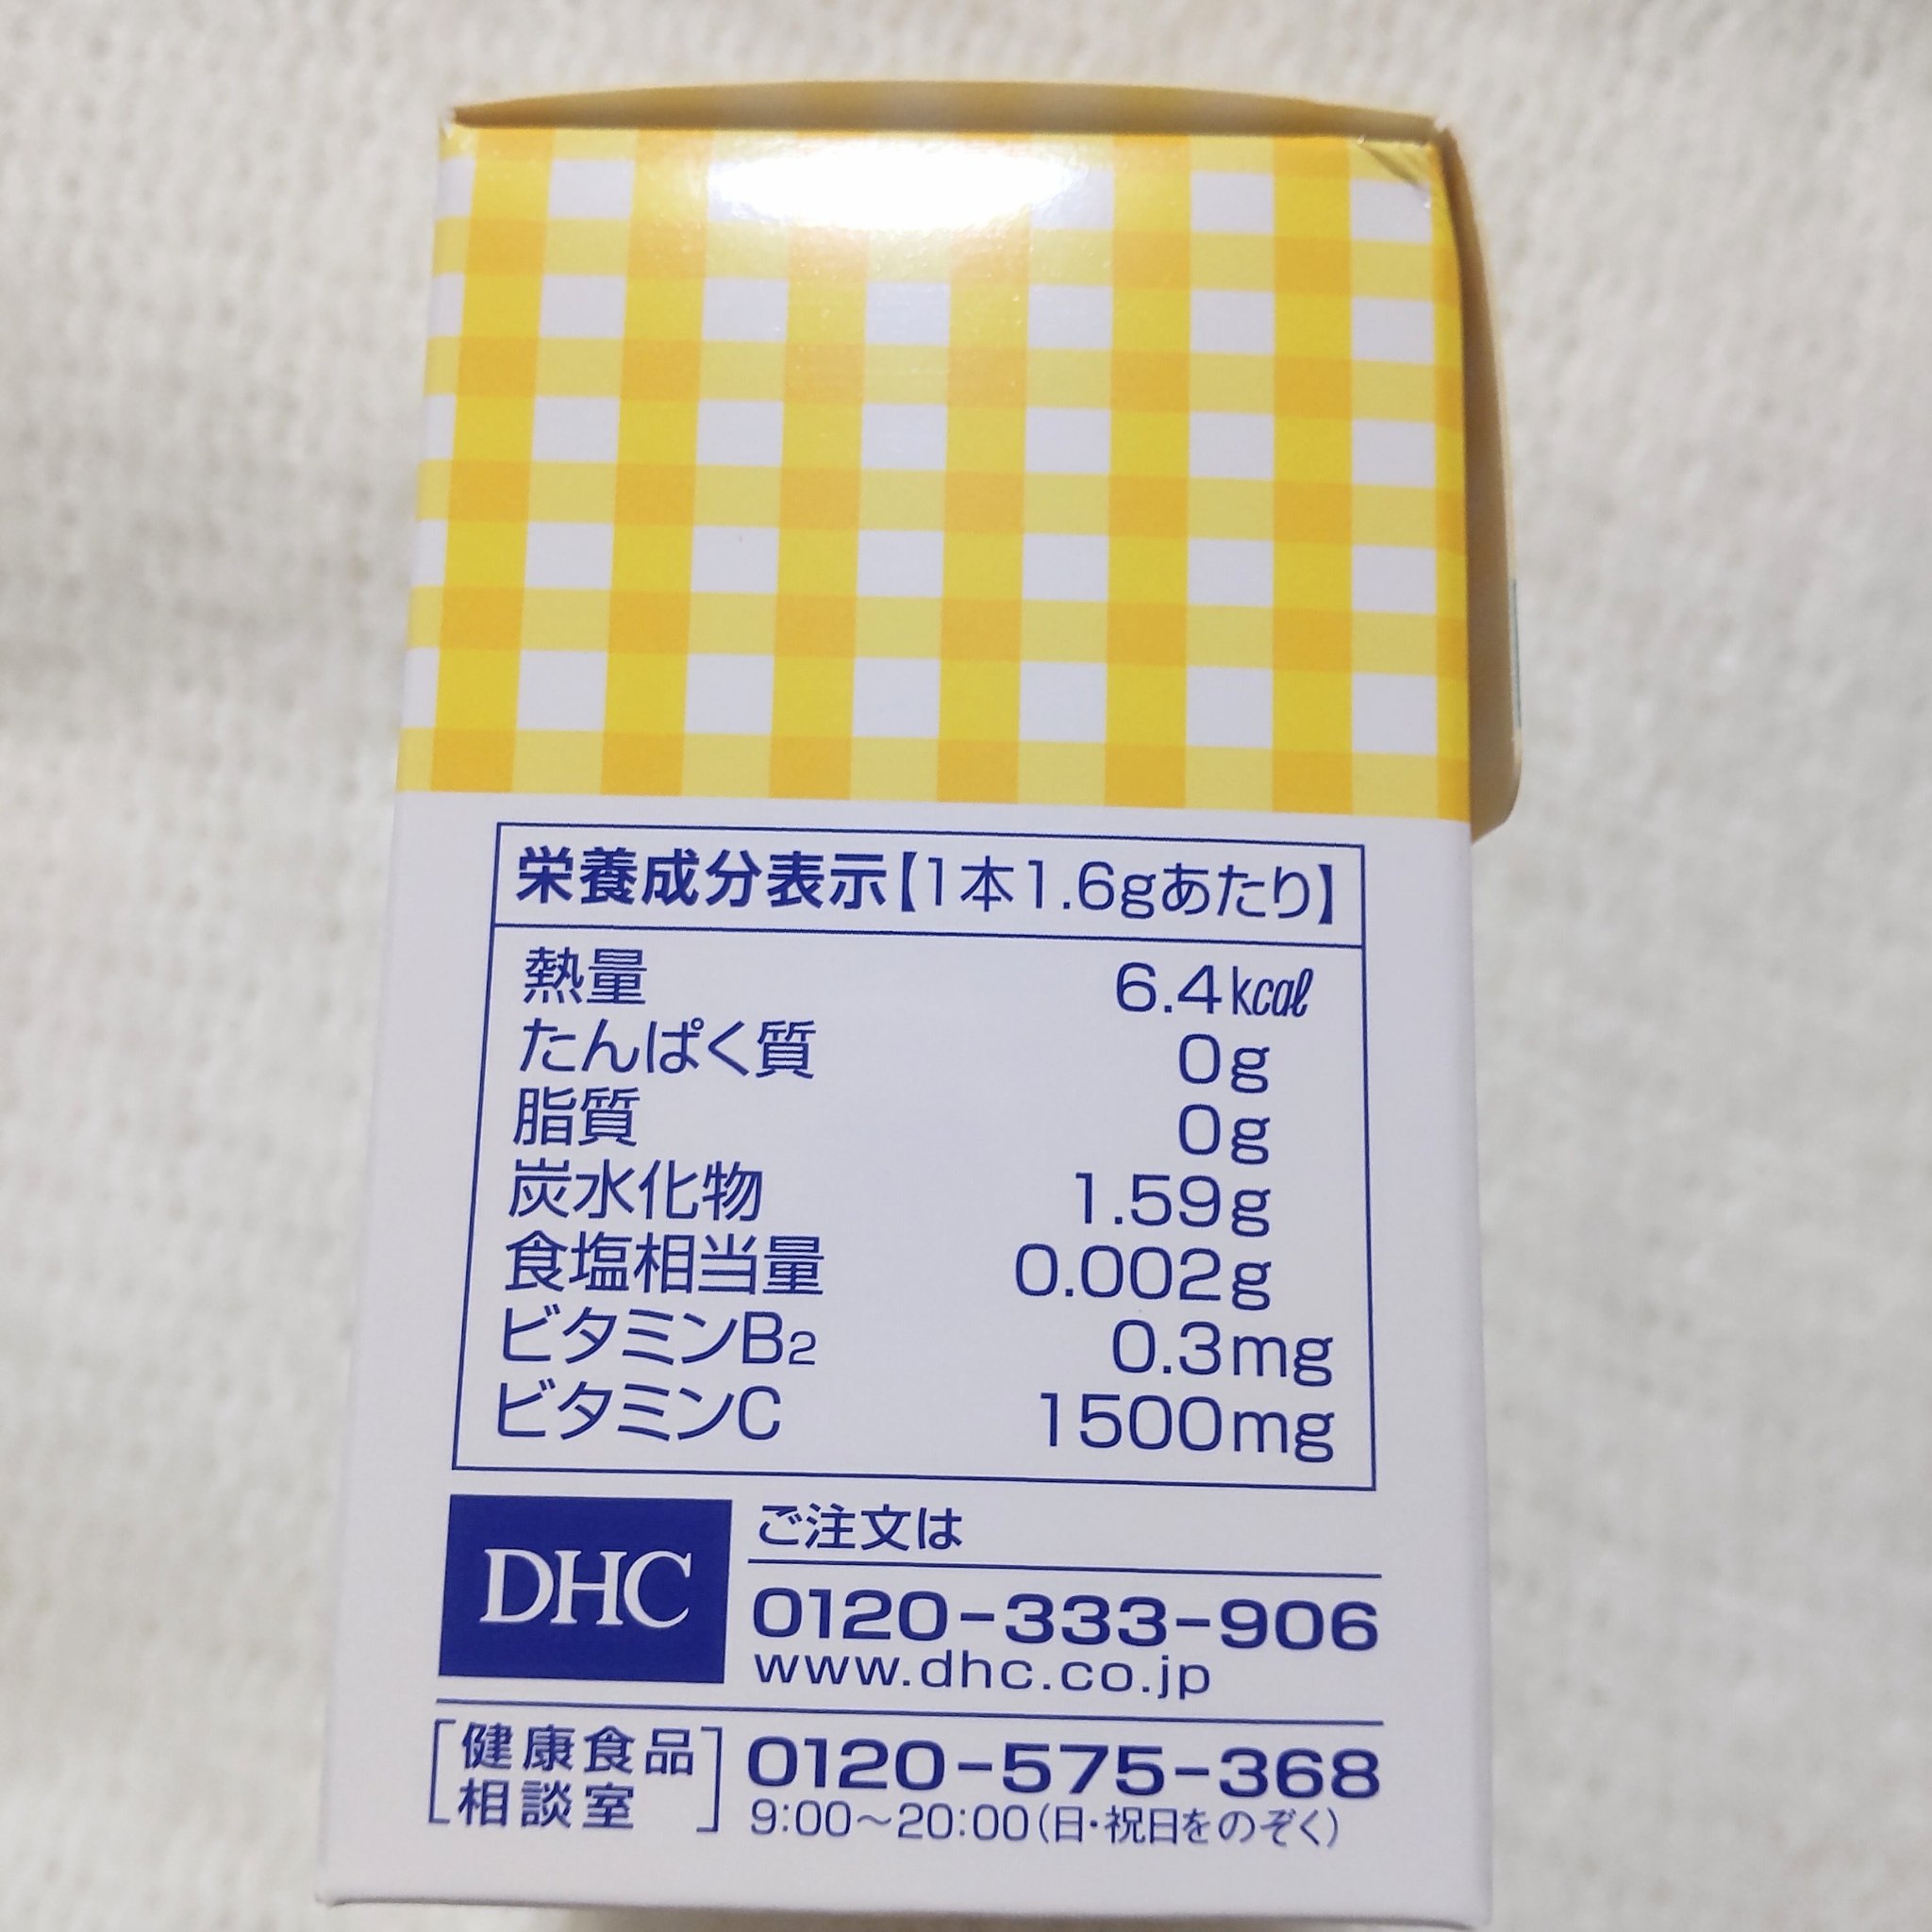 栄養成分表示【1本1.6gあたり】
熱量 6.4kcal
たんぱく質 0g
脂質 0g
炭水化物 1.59g
食塩相当量 0.002g
ビタミンB2 0.3mg
ビタミンC 1500mg
DHC
ご注文は
0120-333-906
www.dhc.co.jp
[健康食品
相談室]
0120-575-368
9:00～20:00(日・祝日をのぞく)